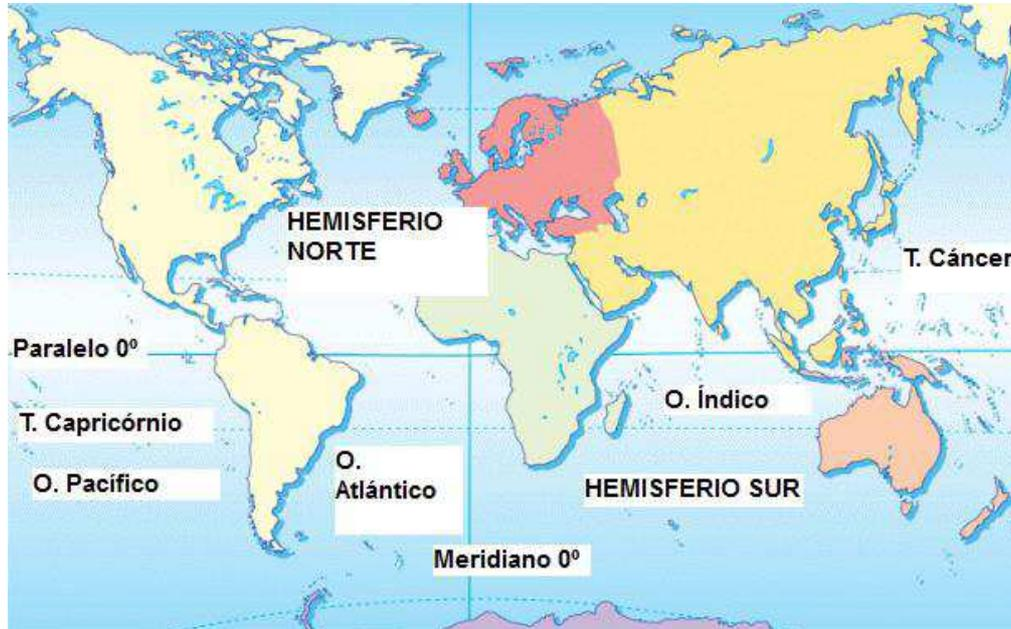 HEMISFERIO
NORTE
T. Cáncer
Paralelo 0º
O. Índico
T. Capricórnio
O. Pacífico
O.
Atlántico
HEMISFERIO SUR
Meridiano 0º